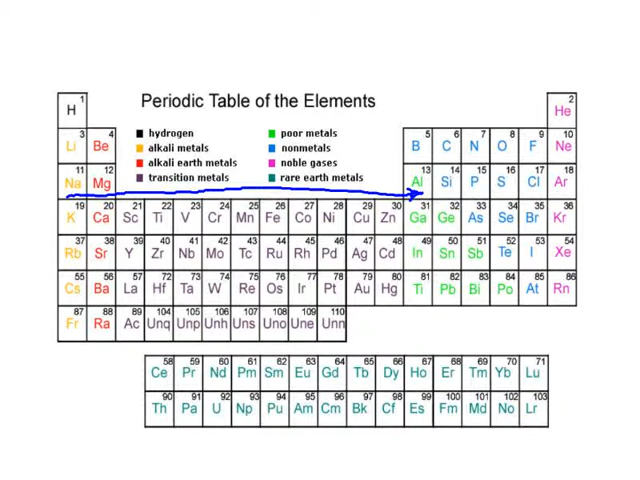 1 2
H Periodic Table of the Elements He
3 4 hydrogen poor metals 5 6 7 8 9 10
Li Be alkali metals nonmetals B C N O F Ne
11 12 alkali earth metals noble gases 13 14 15 16 17 18
Na Mg transition metals rare earth metals Al Si P S Cl Ar
19 20 21 22 23 24 25 26 27 28 29 30 31 32 33 34 35 36
K Ca Sc Ti V Cr Mn Fe Co Ni Cu Zn Ga Ge As Se Br Kr
37 38 39 40 41 42 43 44 45 46 47 48 49 50 51 52 53 54
Rb Sr Y Zr Nb Mo Tc Ru Rh Pd Ag Cd In Sn Sb Te I Xe
55 56 57 72 73 74 75 76 77 78 79 80 81 82 83 84 85 86
Cs Ba La Hf Ta W Re Os Ir Pt Au Hg Ti Pb Bi Po At Rn
87 88 89 104 105 106 107 108 109 110
Fr Ra Ac Unq Unp Unh Uns Uno Une Unn
58 59 60 61 62 63 64 65 66 67 68 69 70 71
Ce Pr Nd Pm Sm Eu Gd Tb Dy Ho Er Tm Yb Lu
90 91 92 93 94 95 96 97 98 99 100 101 102 103
Th Pa U Np Pu Am Cm Bk Cf Es Fm Md No Lr